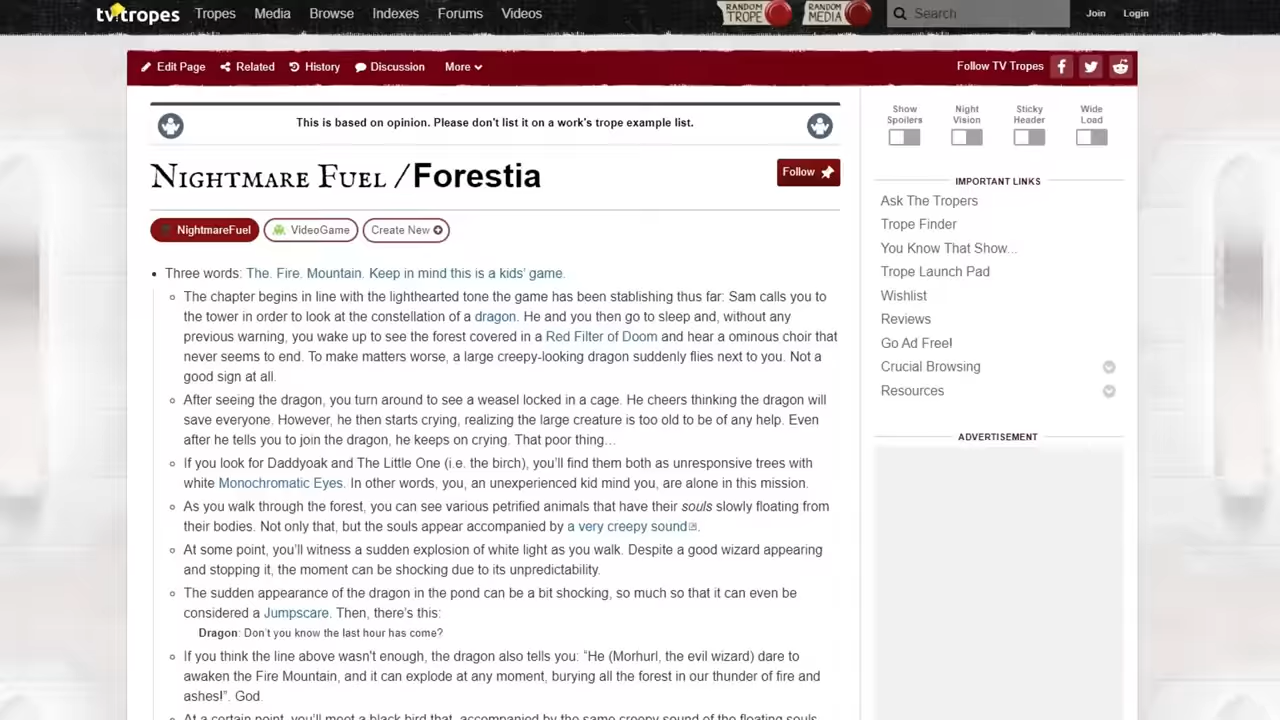 tvtropes Tropes Media Browse Indexes Forums Videos RANDOM TROPE RANDOM MEDIA Search Join Login
Edit Page Related History Discussion More Follow TV Tropes
This is based on opinion. Please don't list it on a work's trope example list.
Nightmare Fuel / Forestia
Follow
NightmareFuel VideoGame Create New
Three words: The. Fire. Mountain. Keep in mind this is a kids' game.
The chapter begins in line with the lighthearted tone the game has been stablishing thus far: Sam calls you to
the tower in order to look at the constellation of a dragon. He and you then go to sleep and, without any
previous warning, you wake up to see the forest covered in a Red Filter of Doom and hear a ominous choir that
never seems to end. To make matters worse, a large creepy-looking dragon suddenly flies next to you. Not a
good sign at all.
After seeing the dragon, you turn around to see a weasel locked in a cage. He cheers thinking the dragon will
save everyone. However, he then starts crying, realizing the large creature is too old to be of any help. Even
after he tells you to join the dragon, he keeps on crying. That poor thing...
If you look for Daddyoak and The Little One (i.e. the birch), you'll find them both as unresponsive trees with
white Monochromatic Eyes. In other words, you, an unexperienced kid mind you, are alone in this mission.
As you walk through the forest, you can see various petrified animals that have their souls slowly floating from
their bodies. Not only that, but the souls appear accompanied by a very creepy sound.
At some point, you'll witness a sudden explosion of white light as you walk. Despite a good wizard appearing
and stopping it, the moment can be shocking due to its unpredictability.
The sudden appearance of the dragon in the pond can be a bit shocking, so much so that it can even be
considered a Jumpscare. Then, there's this:
Dragon: Don't you know the last hour has come?
If you think the line above wasn't enough, the dragon also tells you: "He (Morhurl, the evil wizard) dare to
awaken the Fire Mountain, and it can explode at any moment, burying all the forest in our thunder of fire and
ashes!". God.
At a certain point, you'll meet a black bird that, accompanied by the same creepy sound of the floating souls
Show Spoilers
Night Vision
Sticky Header
Wide Load
IMPORTANT LINKS
Ask The Tropers
Trope Finder
You Know That Show...
Trope Launch Pad
Wishlist
Reviews
Go Ad Free!
Crucial Browsing
Resources
ADVERTISEMENT